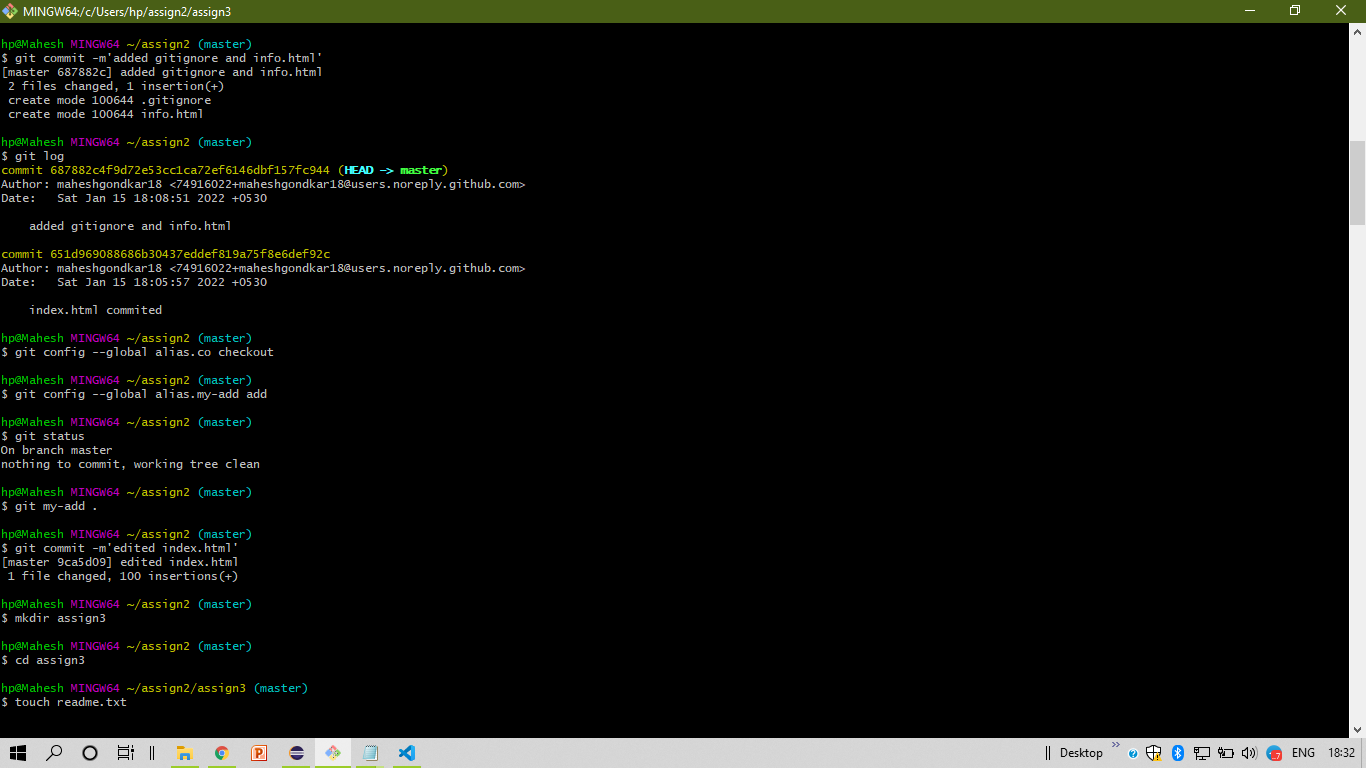 MINGW64:/c/Users/hp/assign2/assign3
hp@Mahesh MINGW64 ~/assign2 (master)
$ git commit -m'added gitignore and info.html'
[master 687882c] added gitignore and info.html
 2 files changed, 1 insertion(+)
 create mode 100644 .gitignore
 create mode 100644 info.html
hp@Mahesh MINGW64 ~/assign2 (master)
$ git log
commit 687882c4f9d72e53cc1ca72ef6146dbf157fc944 (HEAD -> master)
Author: maheshgondkar18 <74916022+maheshgondkar18@users.noreply.github.com>
Date:   Sat Jan 15 18:08:51 2022 +0530
    added gitignore and info.html
commit 651d969088686b30437eddef819a75f8e6def92c
Author: maheshgondkar18 <74916022+maheshgondkar18@users.noreply.github.com>
Date:   Sat Jan 15 18:05:57 2022 +0530
    index.html commited
hp@Mahesh MINGW64 ~/assign2 (master)
$ git config --global alias.co checkout
hp@Mahesh MINGW64 ~/assign2 (master)
$ git config --global alias.my-add add
hp@Mahesh MINGW64 ~/assign2 (master)
$ git status
On branch master
nothing to commit, working tree clean
hp@Mahesh MINGW64 ~/assign2 (master)
$ git my-add .
hp@Mahesh MINGW64 ~/assign2 (master)
$ git commit -m'edited index.html'
[master 9ca5d09] edited index.html
 1 file changed, 100 insertions(+)
hp@Mahesh MINGW64 ~/assign2 (master)
$ mkdir assign3
hp@Mahesh MINGW64 ~/assign2 (master)
$ cd assign3
hp@Mahesh MINGW64 ~/assign2/assign3 (master)
$ touch readme.txt
Desktop
ENG
18:32